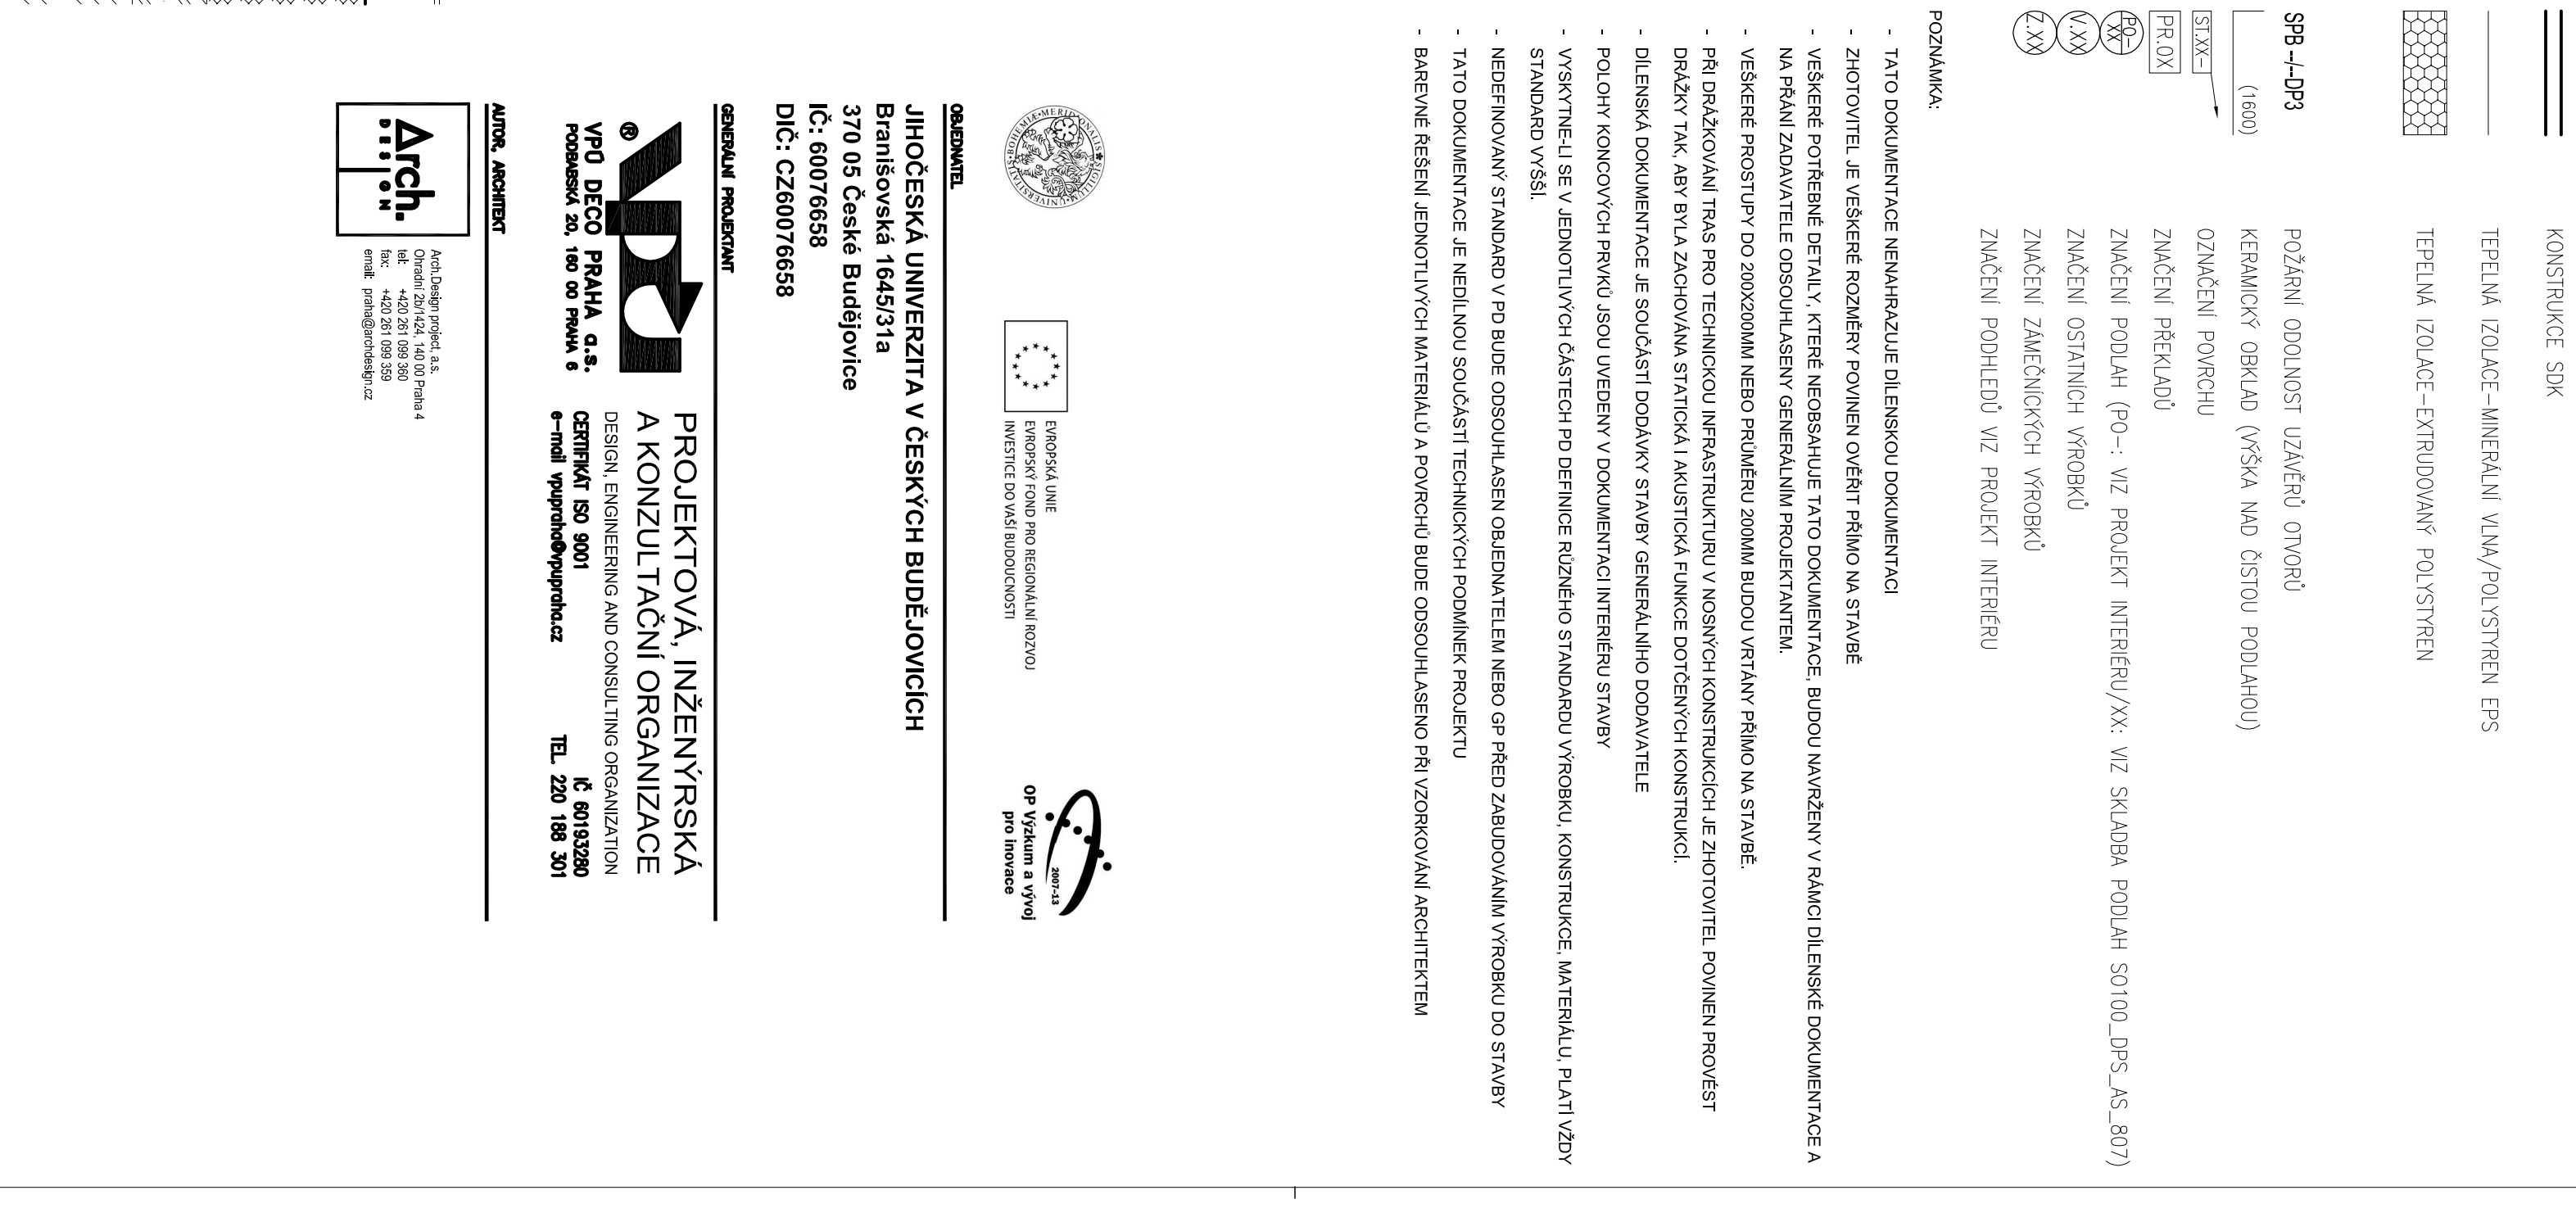 KONSTRUKCE SDK
TEPELNÁ IZOLACE-MINERÁLNÍ VLNA/POLYSTYREN EPS
TEPELNÁ IZOLACE-EXTRUDOVANÝ POLYSTYREN
SPB-/--DP3 POŽÁRNÍ ODOLNOST UZÁVĚRŮ OTVORŮ
(1600) KERAMICKÝ OBKLAD (VÝŠKA NAD ČISTOU PODLAHOU)
ST.XX- OZNAČENÍ POVRCHU
PR.0X ZNAČENÍ PŘEKLADŮ
PO- XX ZNAČENÍ PODLAH (PO-: VIZ PROJEKT INTERIÉRU/XX: VIZ SKLADBA PODLAH SO100_DPS_AS_807)
V.XX ZNAČENÍ OSTATNÍCH VÝROBKŮ
Z.XX ZNAČENÍ ZÁMEČNICKÝCH VÝROBKŮ
ZNAČENÍ PODHLEDŮ VIZ PROJEKT INTERIÉRU
POZNÁMKA:
- TATO DOKUMENTACE NENAHRAZUJE DÍLENSKOU DOKUMENTACI
- ZHOTOVITEL JE VEŠKERÉ ROZMĚRY POVINEN OVĚŘIT PŘÍMO NA STAVBĚ
- VEŠKERÉ POTŘEBNÉ DETAILY, KTERÉ NEOBSAHUJE TATO DOKUMENTACE, BUDOU NAVRŽENY V RÁMCI DÍLENSKÉ DOKUMENTACE A
NA PŘÁNÍ ZADAVATELE ODSOUHLASENY GENERÁLNÍM PROJEKTANTEM.
- VEŠKERÉ PROSTUPY DO 200X200MM NEBO PRŮMĚRU 200MM BUDOU VRTÁNY PŘÍMO NA STAVBĚ.
- PŘI DRÁŽKOVÁNÍ TRAS PRO TECHNICKOU INFRASTRUKTURU V NOSNÝCH KONSTRUKCÍCH JE ZHOTOVITEL POVINEN PROVÉST
DRÁŽKY TAK, ABY BYLA ZACHOVÁNA STATICKÁ I AKUSTICKÁ FUNKCE DOTČENÝCH KONSTRUKCÍ.
- DÍLENSKÁ DOKUMENTACE JE SOUČÁSTÍ DODÁVKY STAVBY GENERÁLNÍHO DODAVATELE
- POLOHY KONCOVÝCH PRVKŮ JSOU UVEDENY V DOKUMENTACI INTERIÉRU STAVBY
- VYSKYTNE-LI SE V JEDNOTLIVÝCH ČÁSTECH PD DEFINICE RŮZNÉHO STANDARDU VÝROBKU, KONSTRUKCE, MATERIÁLU, PLATÍ VŽDY
STANDARD VYŠŠÍ.
- NEDEFINOVANÝ STANDARD V PD BUDE ODSOUHLASEN OBJEDNATELEM NEBO GP PŘED ZABUDOVÁNÍM VÝROBKU DO STAVBY
- TATO DOKUMENTACE JE NEDÍLNOU SOUČÁSTÍ TECHNICKÝCH PODMÍNEK PROJEKTU
- BAREVNÉ ŘEŠENÍ JEDNOTLIVÝCH MATERIÁLŮ A POVRCHŮ BUDE ODSOUHLASENO PŘI VZORKOVÁNÍ ARCHITEKTEM
EVROPSKÁ UNIE
EVROPSKÝ FOND PRO REGIONÁLNÍ ROZVOJ
INVESTICE DO VAŠÍ BUDOUCNOSTI
2007-13
OP Výzkum a vývoj
pro inovace
OBJEDNATEL
JIHOČESKÁ UNIVERZITA V ČESKÝCH BUDĚJOVICÍCH
Branišovská 1645/31a
370 05 České Budějovice
IČ: 60076658
DIČ: CZ60076658
GENERÁLNÍ PROJEKTANT
®
VPÚ DECO PRAHA a.s.
PODBABSKÁ 20, 160 00 PRAHA 6
PROJEKTOVÁ, INŽENÝRSKÁ
A KONZULTAČNÍ ORGANIZACE
DESIGN, ENGINEERING AND CONSULTING ORGANIZATION
CERTIFIKÁT ISO 9001 IČ 60193280
e-mail vpupraha@vpupraha.cz TEL. 220 188 301
AUTOR, ARCHITEKT
Arch.
DESIGN
Arch.Design project, a.s.
Ohradní 2b/1424, 140 00 Praha 4
tel: +420 261 099 360
fax: +420 261 099 359
email: praha@archdesign.cz